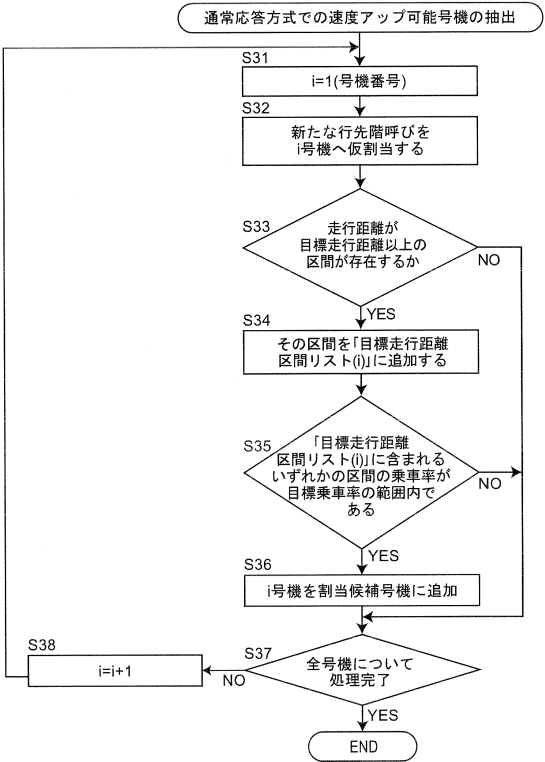 通常応答方式での速度アップ可能号機の抽出
S31
i=1(号機番号)
S32
新たな行先階呼びを
i号機へ仮割当する
S33
走行距離が
目標走行距離以上の
区間が存在するか
NO
YES
S34
その区間を「目標走行距離
区間リスト(i)」に追加する
S35
「目標走行距離
区間リスト(i)」に含まれる
いずれかの区間の乗車率が
目標乗車率の範囲内で
ある
NO
YES
S36
i号機を割当候補号機に追加
S37
全号機について
処理完了
S38
i=i+1
NO
YES
END